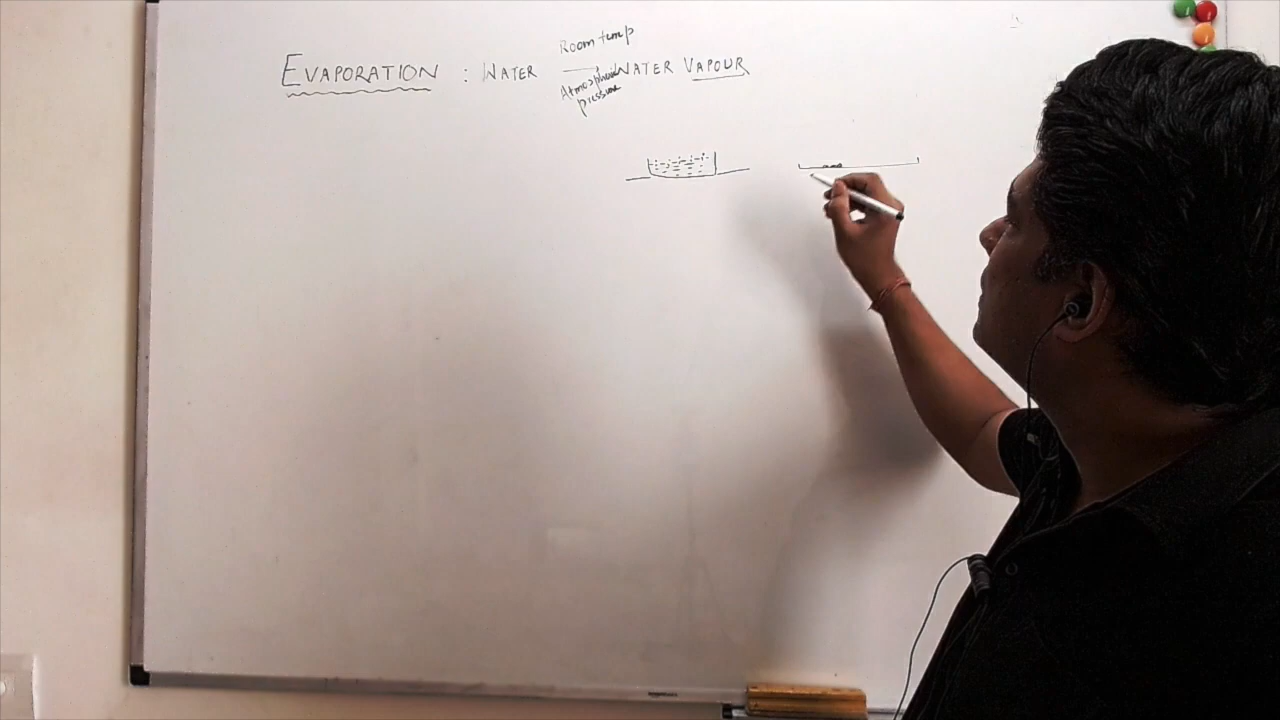 Room temp
EVAPORATION : WATER → WATER VAPOUR
Atmospheric
pressure